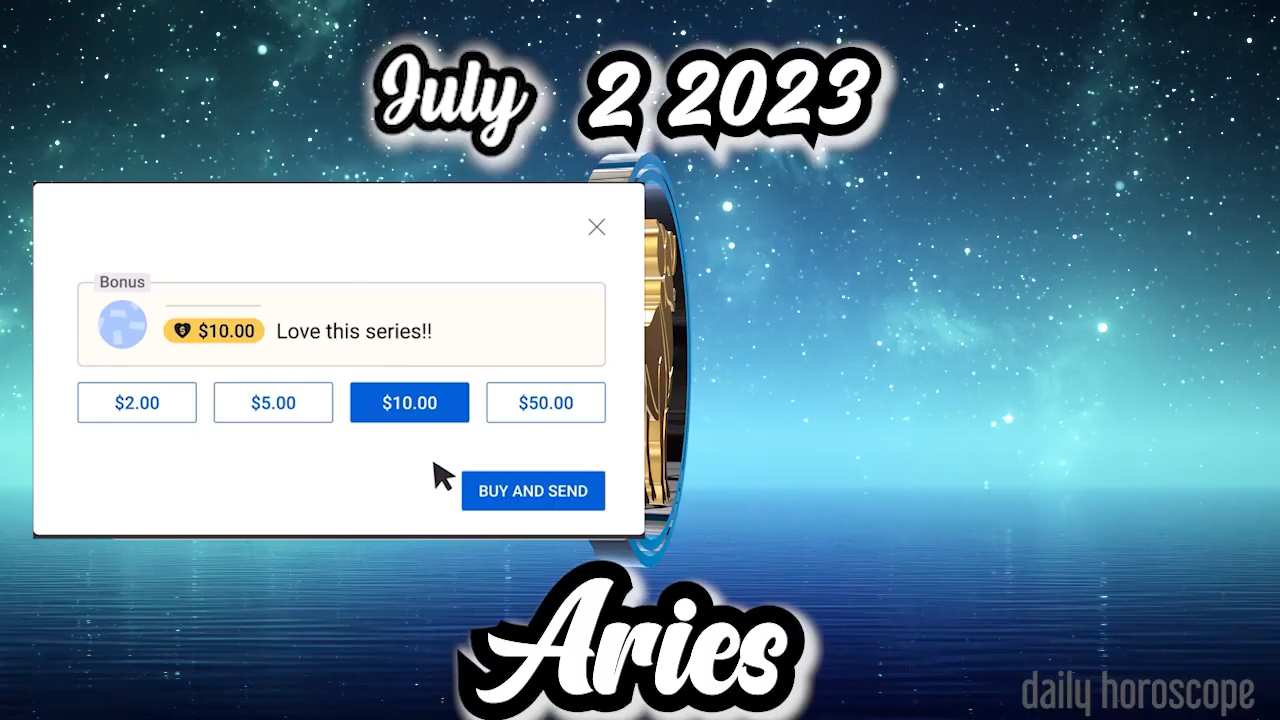 July 2 2023
Bonus
$10.00 Love this series!!
$2.00 $5.00 $10.00 $50.00
BUY AND SEND
Aries
daily horoscope